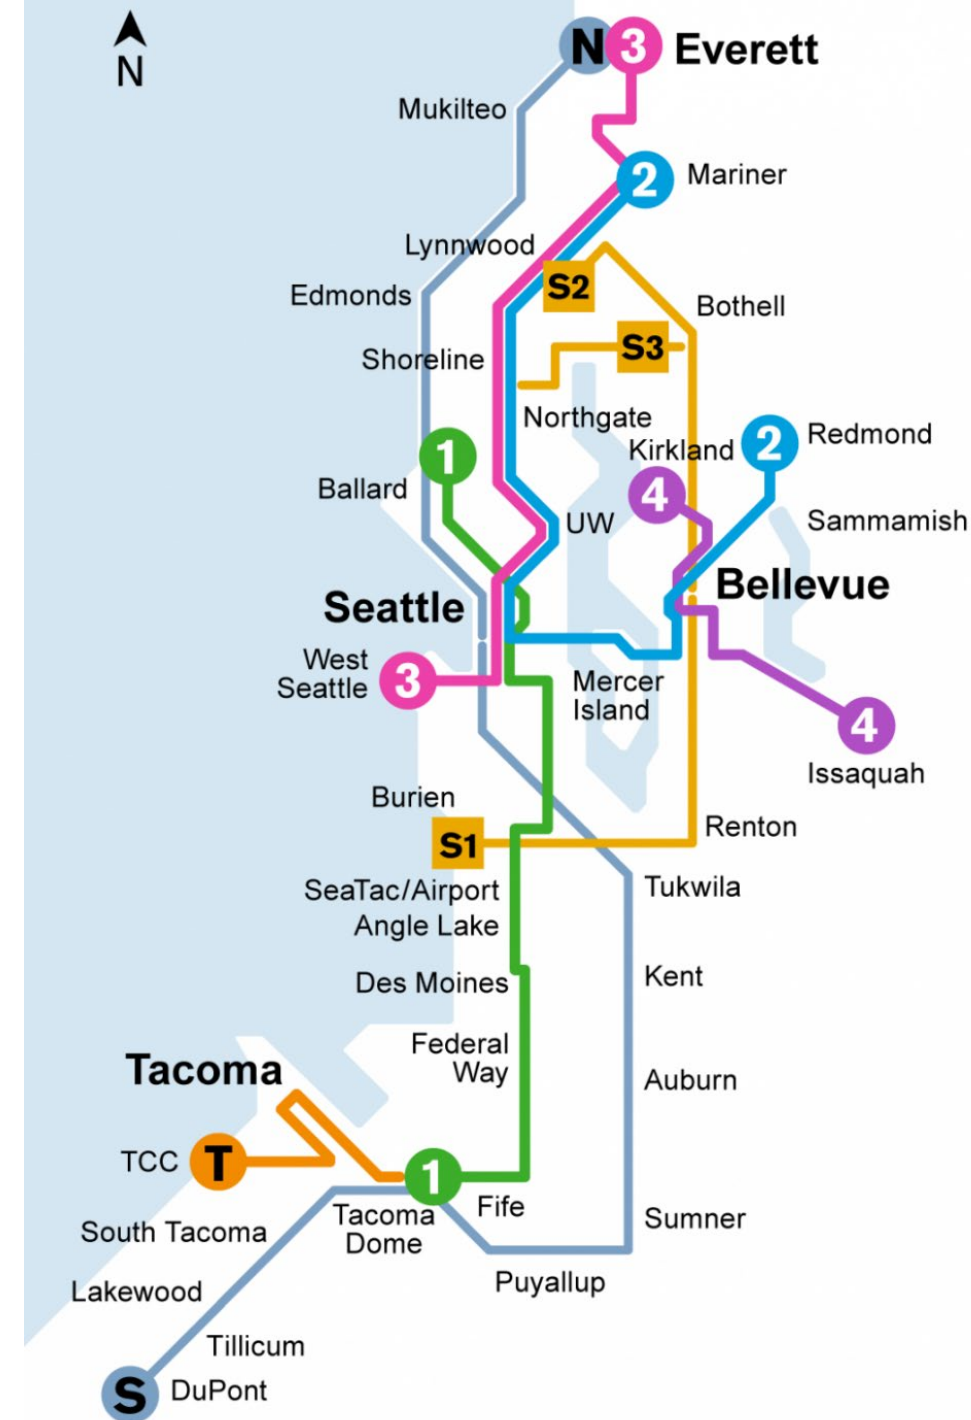 N
N
3
Everett
Mukilteo
2
Mariner
Lynnwood
S2
Edmonds
Bothell
S3
Shoreline
Northgate
1
Kirkland
2
Redmond
Ballard
4
UW
Sammamish
Bellevue
Seattle
West
Seattle
3
Mercer
Island
4
Issaquah
Burien
S1
Renton
SeaTac/Airport
Tukwila
Angle Lake
Des Moines
Kent
Federal
Way
Tacoma
Auburn
TCC
T
1
Fife
Tacoma
Dome
Sumner
South Tacoma
Puyallup
Lakewood
Tillicum
S
DuPont